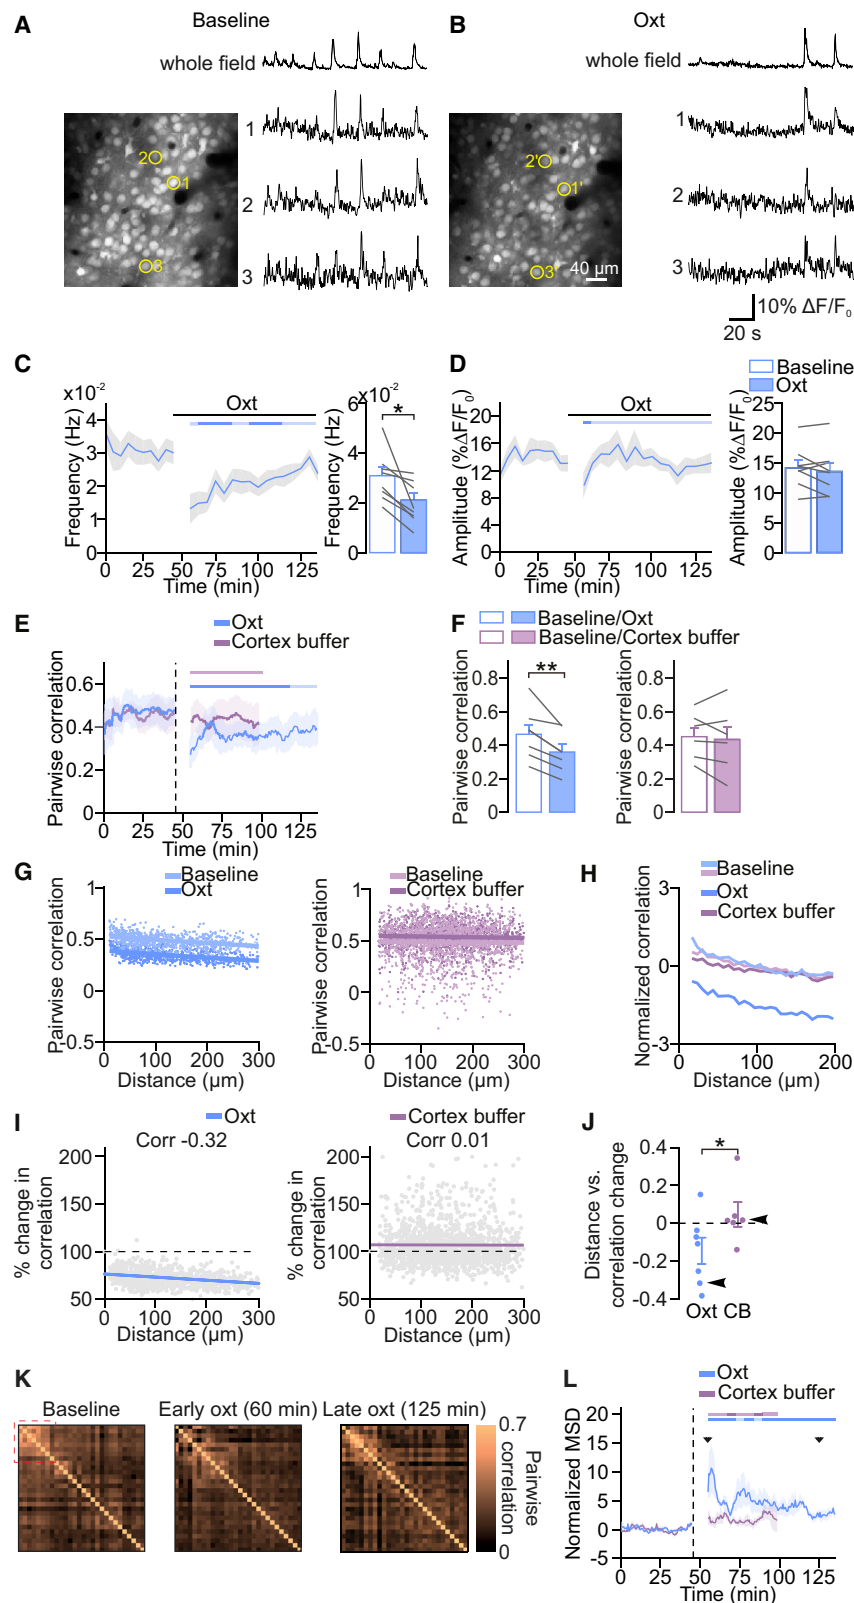 A
Baseline
whole field
1
2
3
2
1
3
B
Oxt
whole field
1
2
3
2'
1'
3'
40 µm
10% ΔF/F0
20 s
C
x10-2
Frequency (Hz)
4
3
2
1
0
Oxt
0 25 50 75 100 125
Time (min)
x10-2
Frequency (Hz)
6
4
2
0
*
D
Amplitude (%ΔF/F0)
20
16
12
8
4
0
Oxt
0 25 50 75 100 125
Time (min)
Baseline
Oxt
Amplitude (%ΔF/F0)
25
20
15
10
5
0
E
Oxt
Cortex buffer
Pairwise correlation
0.6
0.4
0.2
0
0 25 50 75 100 125
Time (min)
F
Baseline/Oxt
Baseline/Cortex buffer
Pairwise correlation
0.8
0.6
0.4
0.2
0
**
Pairwise correlation
0.8
0.6
0.4
0.2
0
G
Baseline
Oxt
Pairwise correlation
1
0.5
0
-0.5
0 100 200 300
Distance (µm)
Baseline
Cortex buffer
Pairwise correlation
1
0.5
0
-0.5
0 100 200 300
Distance (µm)
H
Baseline
Oxt
Cortex buffer
Normalized correlation
3
0
-3
0 100 200
Distance (µm)
I
Oxt
Corr -0.32
% change in
correlation
200
150
100
50
0 100 200 300
Distance (µm)
Cortex buffer
Corr 0.01
% change in
correlation
200
150
100
50
0 100 200 300
Distance (µm)
J
Distance vs.
correlation change
0.4
0.2
0
-0.2
-0.4
*
Oxt CB
K
Baseline
Early oxt (60 min)
Late oxt (125 min)
0.7
0
Pairwise
correlation
L
Oxt
Cortex buffer
Normalized MSD
20
15
10
5
0
-5
0 25 50 75 100 125
Time (min)